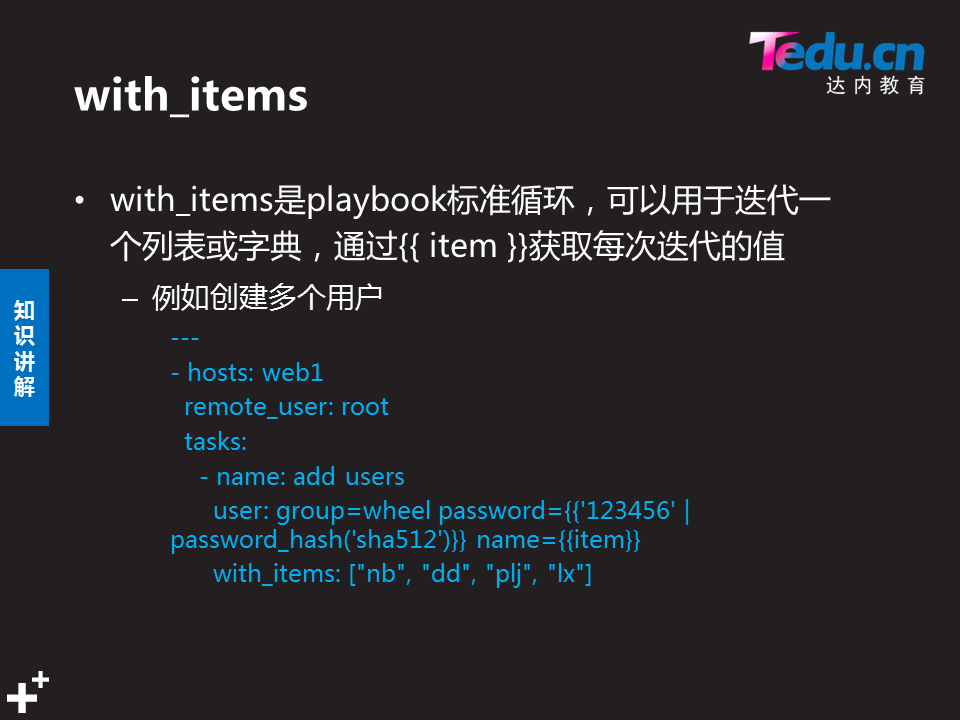 Tedu.cn
达内教育
with_items
• with_items是playbook标准循环，可以用于迭代一
个列表或字典，通过{{ item }}获取每次迭代的值
– 例如创建多个用户
---
- hosts: web1
remote_user: root
tasks:
- name: add users
user: group=wheel password={{'123456' |
password_hash('sha512')}} name={{item}}
with_items: ["nb", "dd", "plj", "lx"]
知
识
讲
解